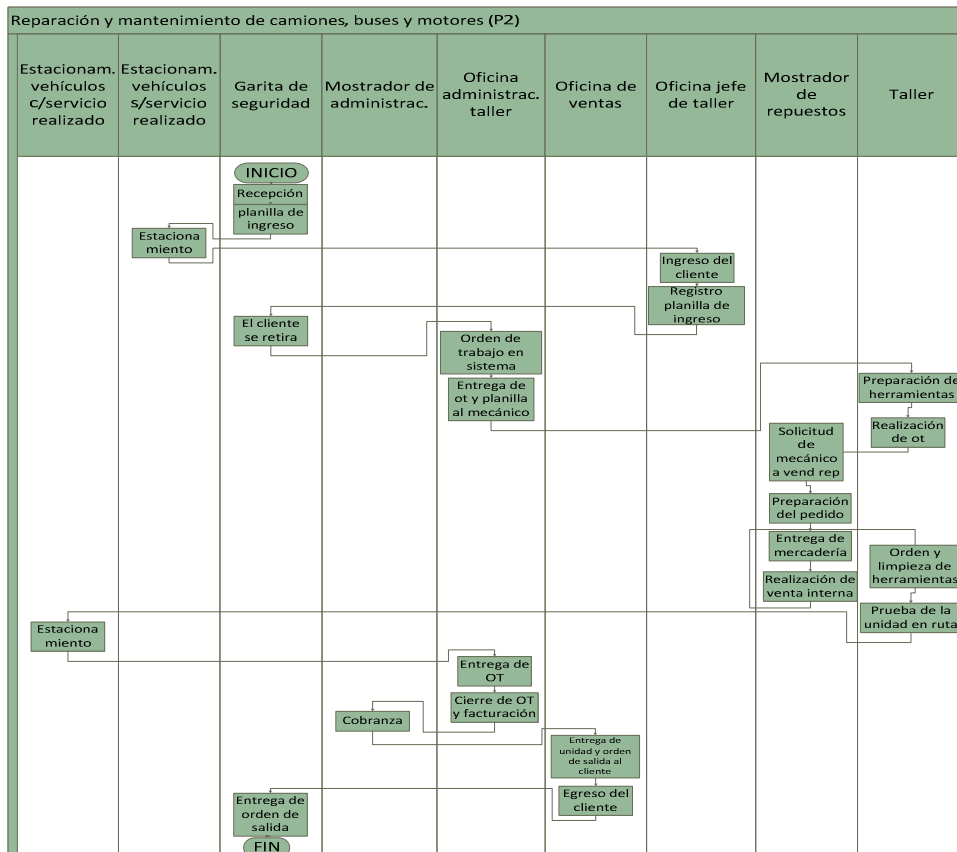 Reparación y mantenimiento de camiones, buses y motores (P2)
Estacionam.
vehículos
c/servicio
realizado
Estacionam.
vehículos
s/servicio
realizado
Garita de
seguridad
Mostrador de
administrac.
Oficina
administrac.
taller
Oficina de
ventas
Oficina jefe
de taller
Mostrador
de
repuestos
Taller
INICIO
Recepción
planilla de
ingreso
Estaciona
miento
Ingreso del
cliente
Registro
planilla de
ingreso
El cliente
se retira
Orden de
trabajo en
sistema
Entrega de
ot y planilla
al mecánico
Preparación de
herramientas
Realización
de ot
Solicitud
de
mecánico
a vend rep
Preparación
del pedido
Entrega de
mercadería
Realización de
venta interna
Orden y
limpieza de
herramientas
Prueba de la
unidad en ruta
Estaciona
miento
Entrega de
OT
Cierre de OT
y facturación
Cobranza
Entrega de
unidad y orden
de salida al
cliente
Egreso del
cliente
Entrega de
orden de
salida
FIN